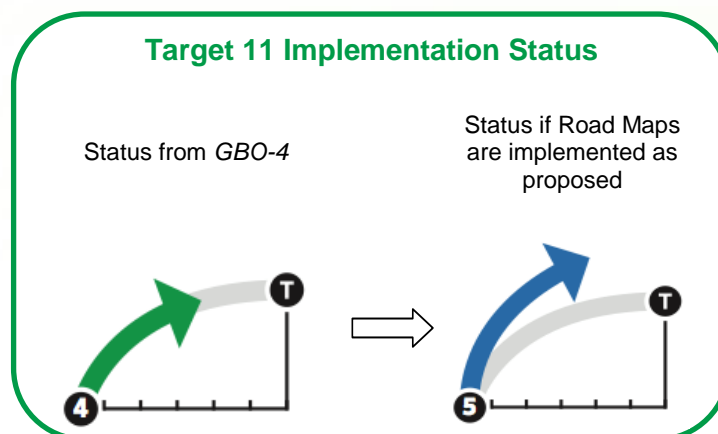 Target 11 Implementation Status
Status from GBO-4
Status if Road Maps
are implemented as
proposed
T
4
T
5